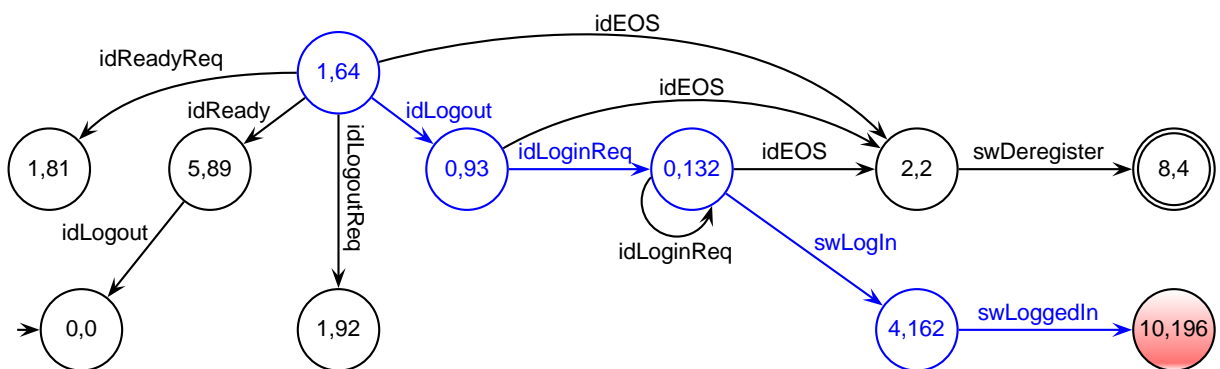 idEOS
idReadyReq
1,64
idReady
idLogout
idEOS
1,81
5,89
idLogoutReq
0,93
idLoginReq
0,132
idEOS
2,2
swDeregister
8,4
idLogout
idLoginReq
swLogIn
0,0
1,92
4,162
swLoggedIn
10,196